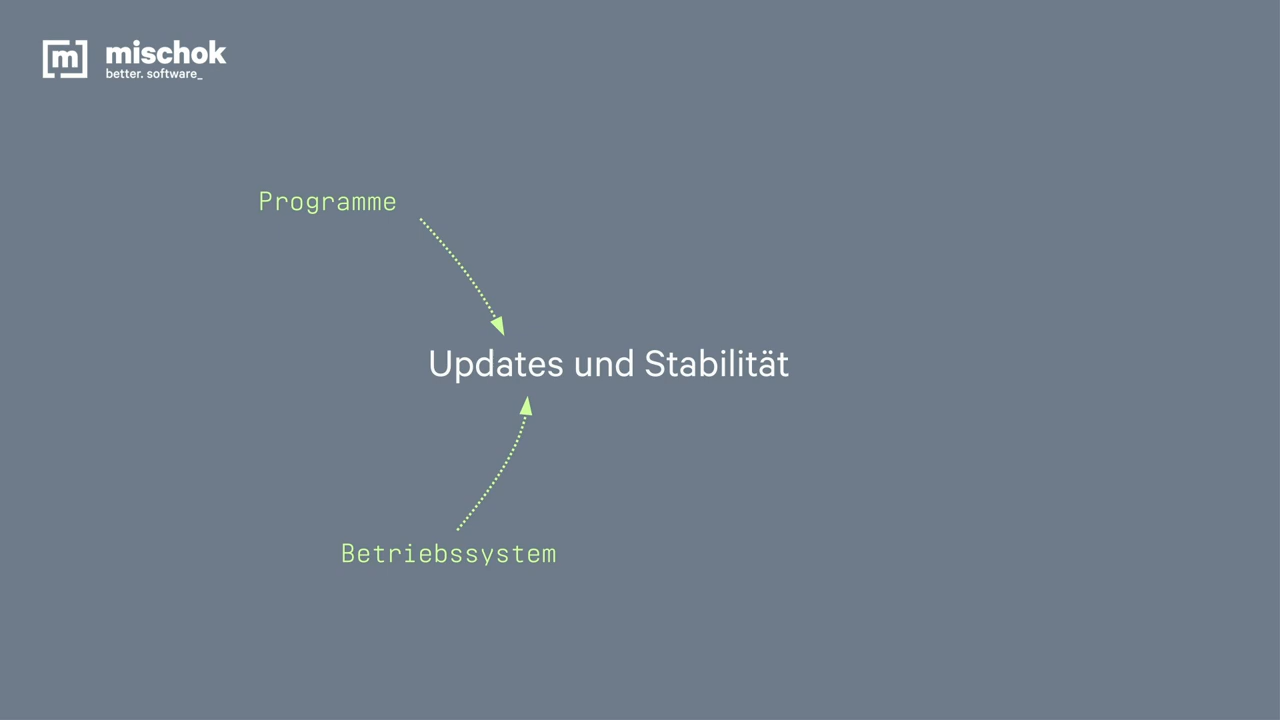 m mischok
better. software_
Programme
Updates und Stabilität
Betriebssystem